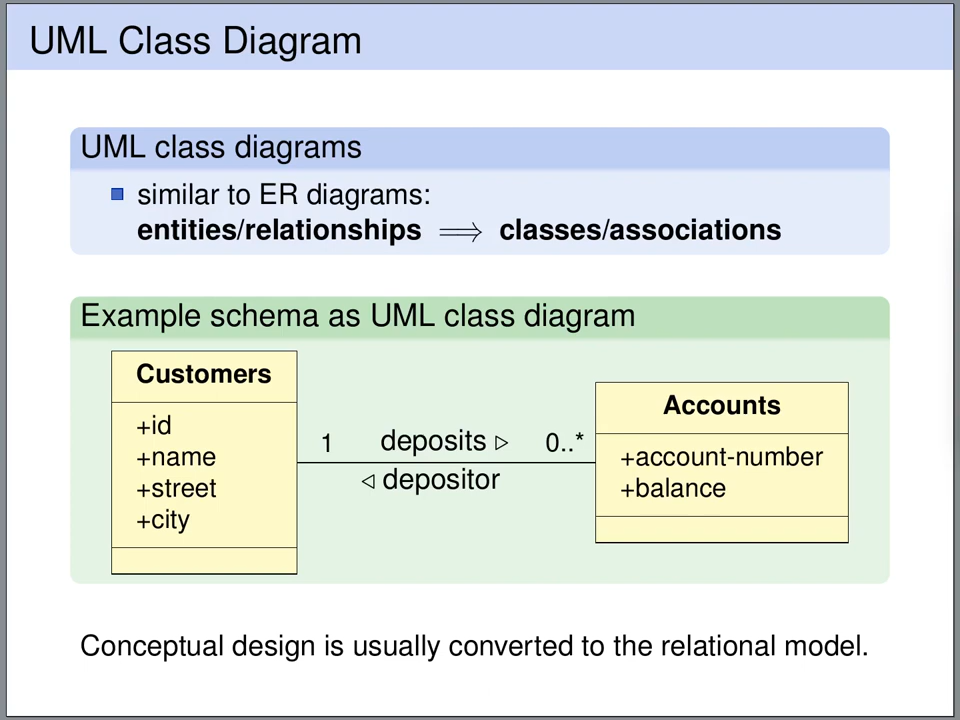 UML Class Diagram
UML class diagrams
similar to ER diagrams:
entities/relationships ⟹ classes/associations
Example schema as UML class diagram
Customers
+id
+name
+street
+city
1 deposits ▷ 0..*
◁ depositor
Accounts
+account-number
+balance
Conceptual design is usually converted to the relational model.